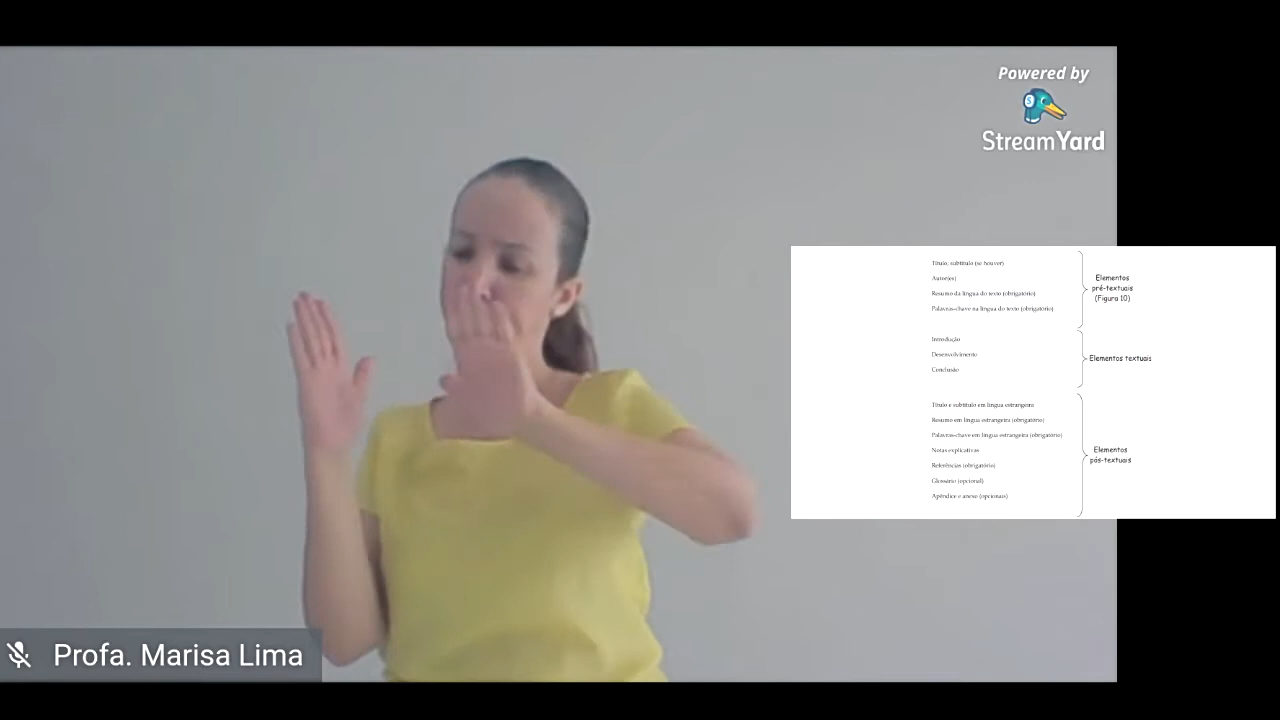 Powered by
StreamYard
Título, subtítulo (se houver)
Autor(es)
Resumo da língua do texto (obrigatório)
Palavras-chave na língua do texto (obrigatório)
Elementos
pré-textuais
(Figura 10)
Introdução
Desenvolvimento
Conclusão
Elementos textuais
Título e subtítulo em língua estrangeira
Resumo em língua estrangeira (obrigatório)
Palavras-chave em língua estrangeira (obrigatório)
Notas explicativas
Referências (obrigatório)
Glossário (opcional)
Apêndice e anexo (opcionais)
Elementos
pós-textuais
Profa. Marisa Lima